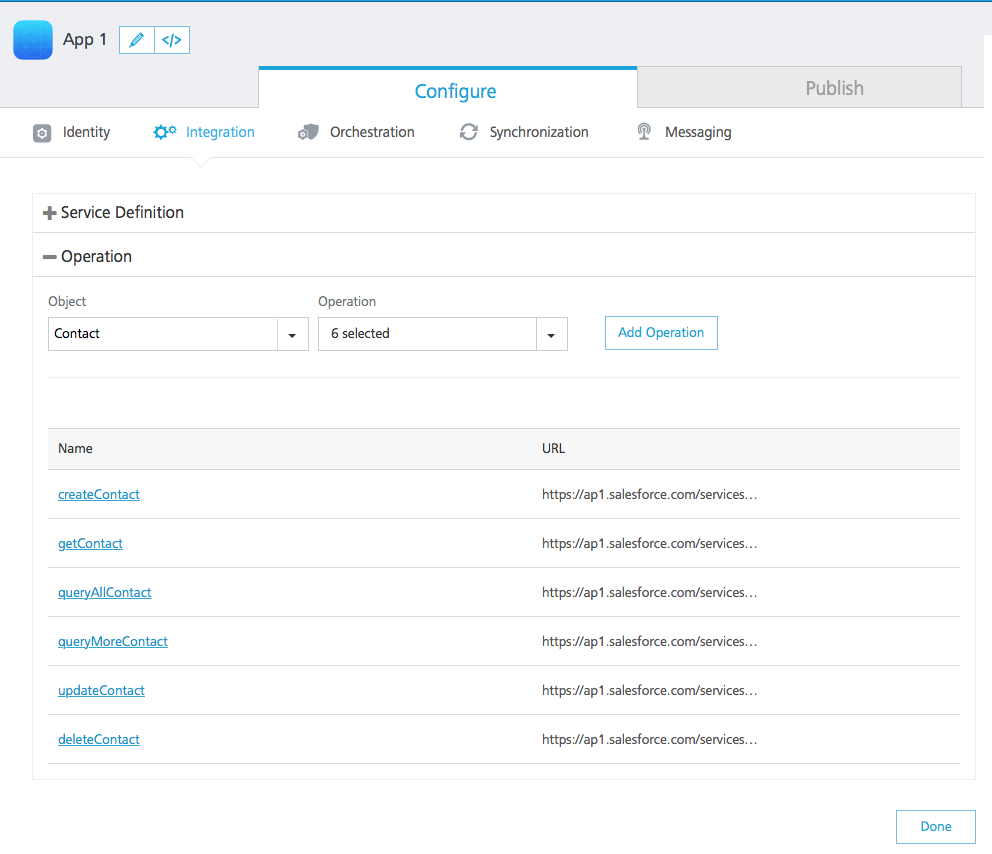 App 1 </>
Configure Publish
Identity Integration Orchestration Synchronization Messaging
Service Definition
Operation
Object Operation
Contact 6 selected Add Operation
Name URL
createContact https://ap1.salesforce.com/services...
getContact https://ap1.salesforce.com/services...
queryAllContact https://ap1.salesforce.com/services...
queryMoreContact https://ap1.salesforce.com/services...
updateContact https://ap1.salesforce.com/services...
deleteContact https://ap1.salesforce.com/services...
Done